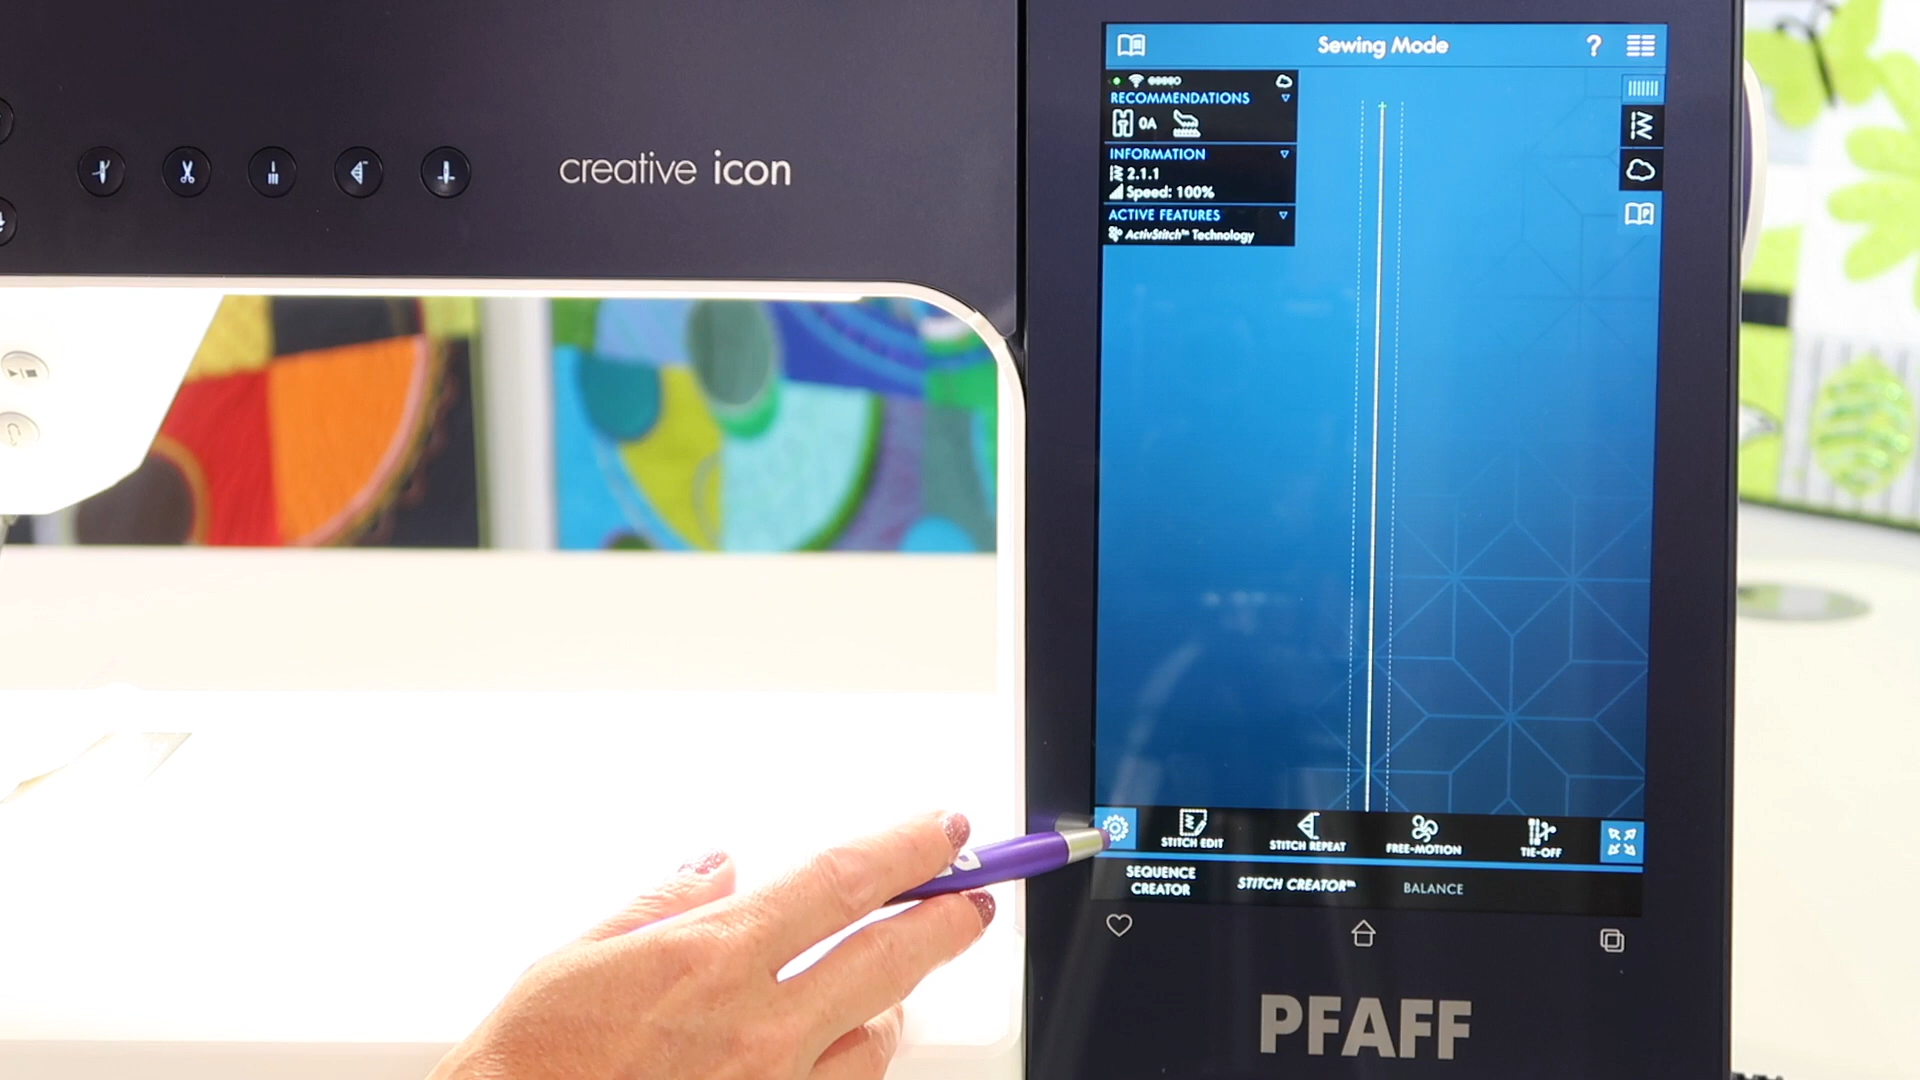 creative icon
Sewing Mode
?
RECOMMENDATIONS
0A
INFORMATION
2.1.1
Speed: 100%
ACTIVE FEATURES
ActivStitch™ Technology
P
STITCH EDIT
STITCH REPEAT
FREE-MOTION
TIE-OFF
SEQUENCE
CREATOR
STITCH CREATOR™
BALANCE
PFAFF